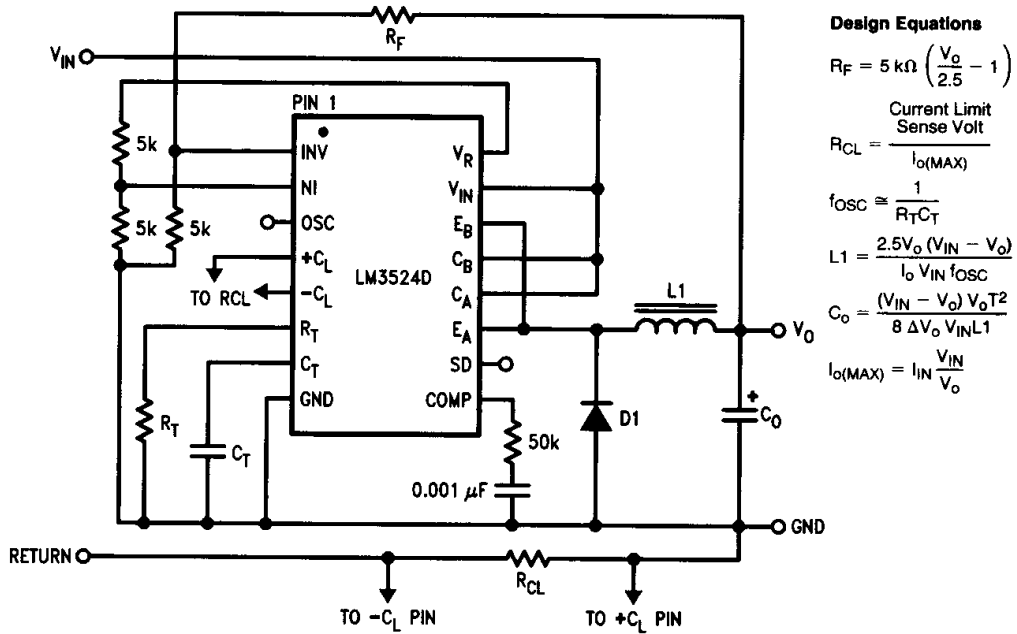 R_F
V_IN
PIN 1
5k
5k
5k
INV
NI
OSC
+C_L
-C_L
R_T
C_T
GND
LM3524D
V_R
V_IN
E_B
C_B
C_A
E_A
SD
COMP
TO RCL
R_T
C_T
50k
0.001 μF
D1
L1
V_O
+
C_O
GND
RETURN
R_CL
TO -C_L PIN
TO +C_L PIN
Design Equations
R_F = 5 kΩ (V_o / 2.5 − 1)
R_CL = Current Limit Sense Volt / I_o(MAX)
f_OSC ≅ 1 / R_T C_T
L1 = 2.5V_o (V_IN − V_o) / I_o V_IN f_OSC
C_o = (V_IN − V_o) V_o T² / 8 ΔV_o V_IN L1
I_o(MAX) = I_IN V_IN / V_o